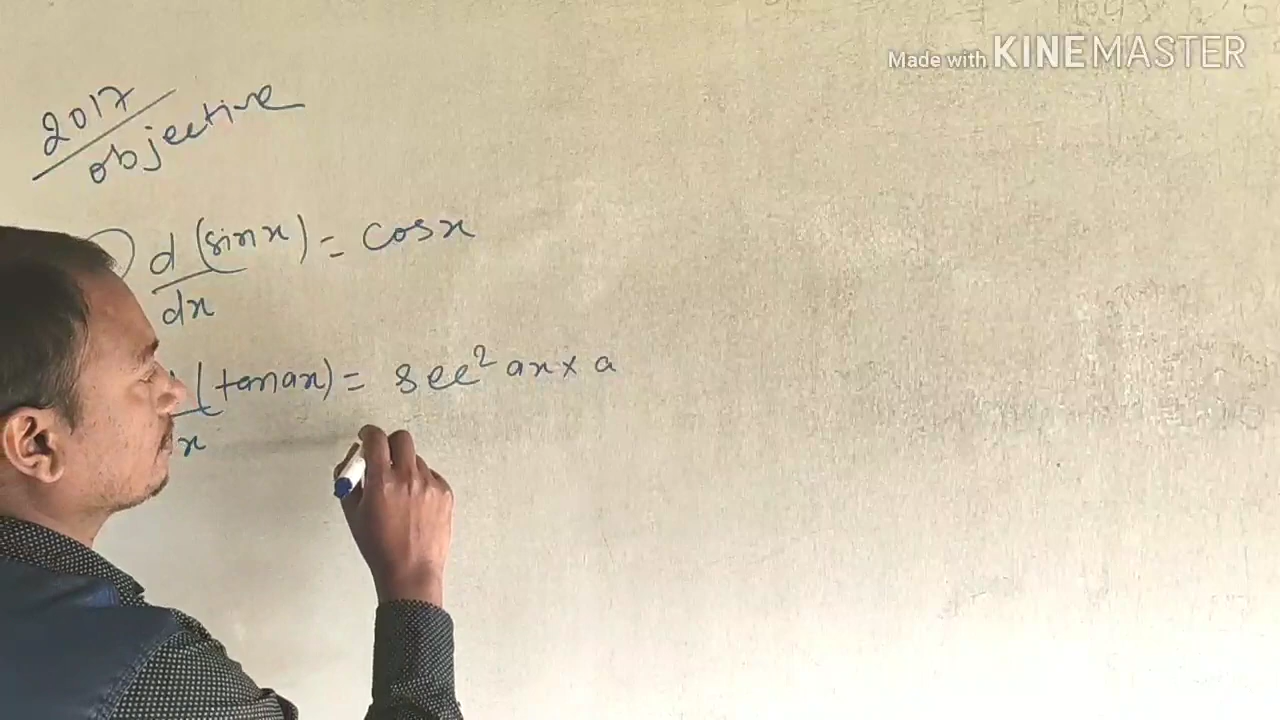 Made with KINEMASTER
2017
objective
d (sinx) = cosx
dx
(tanax) = sec² ax × a
x